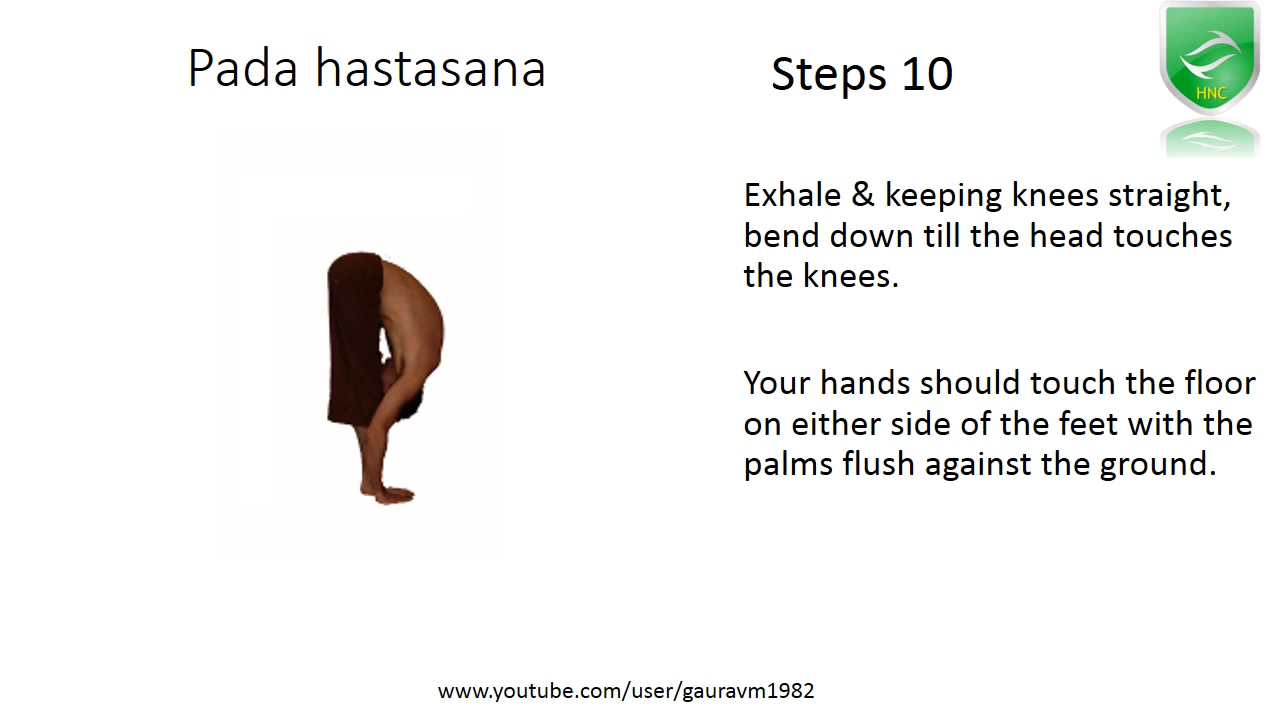 Pada hastasana
Steps 10
HNC
Exhale & keeping knees straight,
bend down till the head touches
the knees.
Your hands should touch the floor
on either side of the feet with the
palms flush against the ground.
www.youtube.com/user/gauravm1982